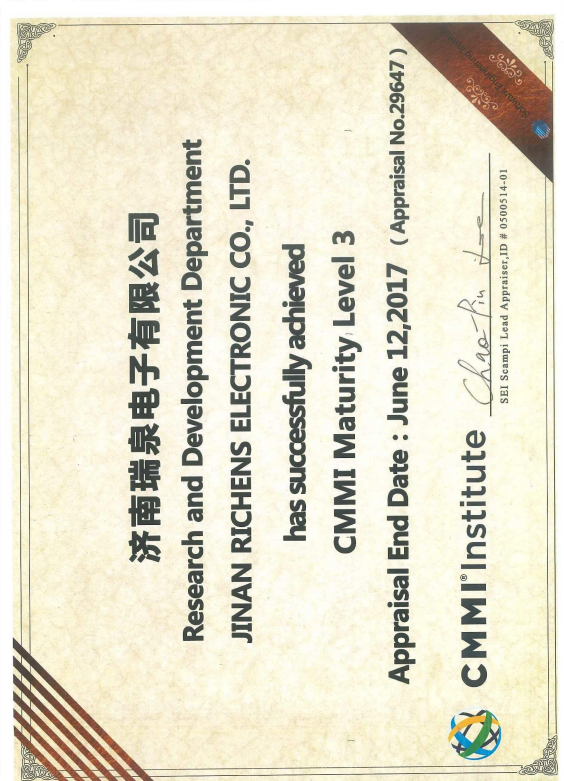 济南瑞泉电子有限公司
Research and Development Department
JINAN RICHENS ELECTRONIC CO., LTD.
has successfully achieved
CMMI Maturity Level 3
Appraisal End Date : June 12,2017 ( Appraisal No.29647 )
CMMI® Institute
SEI Scampi Lead Appraiser,ID # 0500514-01